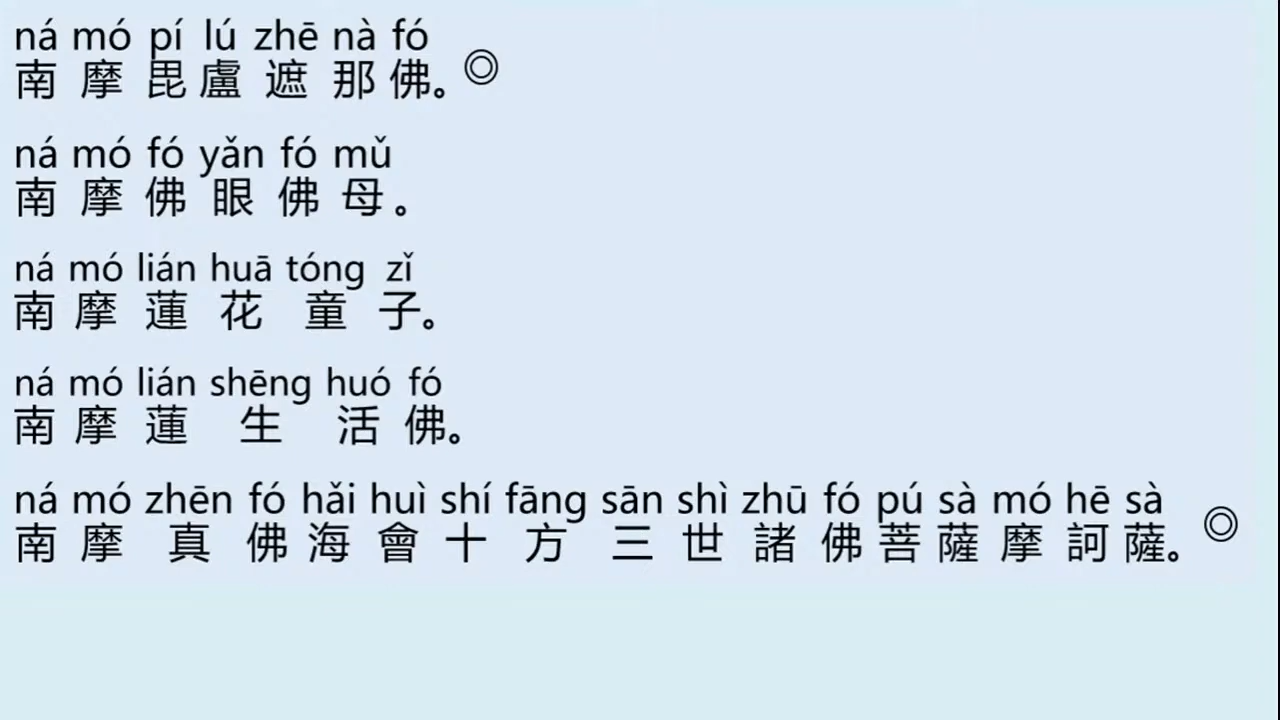 ná mó pí lú zhē nà fó
南摩毘盧遮那佛。◎
ná mó fó yǎn fó mǔ
南摩佛眼佛母。
ná mó lián huā tóng zǐ
南摩蓮花童子。
ná mó lián shēng huó fó
南摩蓮生活佛。
ná mó zhēn fó hǎi huì shí fāng sān shì zhū fó pú sà mó hē sà
南摩真佛海會十方三世諸佛菩薩摩訶薩。◎